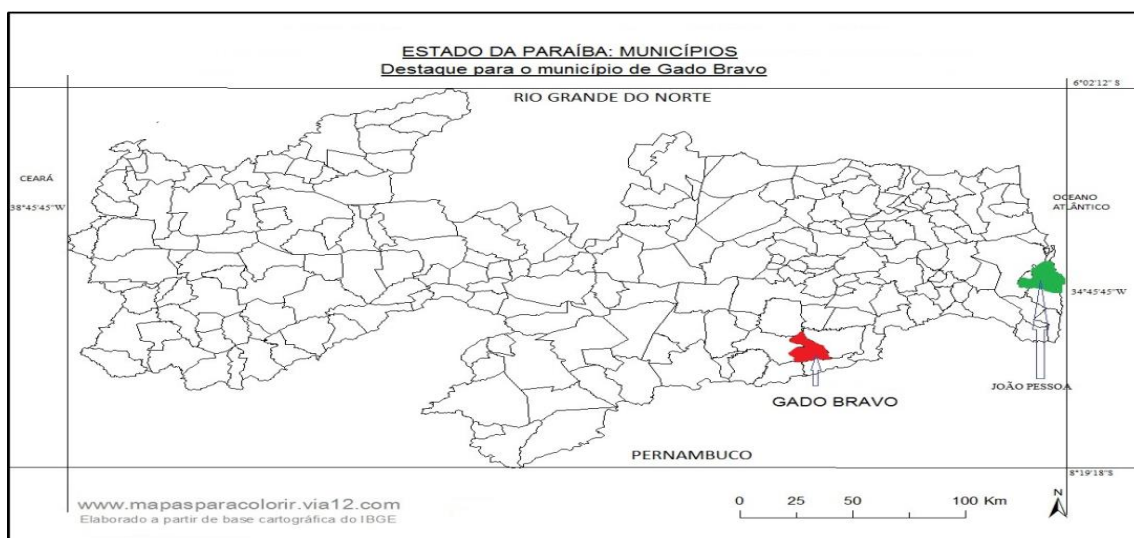 ESTADO DA PARAÍBA: MUNICÍPIOS
Destaque para o município de Gado Bravo
6°02'12" S
RIO GRANDE DO NORTE
CEARÁ
38°45'45"W
OCEANO
ATLÂNTICO
34°45'45"W
JOÃO PESSOA
GADO BRAVO
PERNAMBUCO
8°19'18"S
www.mapasparacolorir.via12.com
Elaborado a partir de base cartográfica do IBGE
0 25 50 100 Km
N